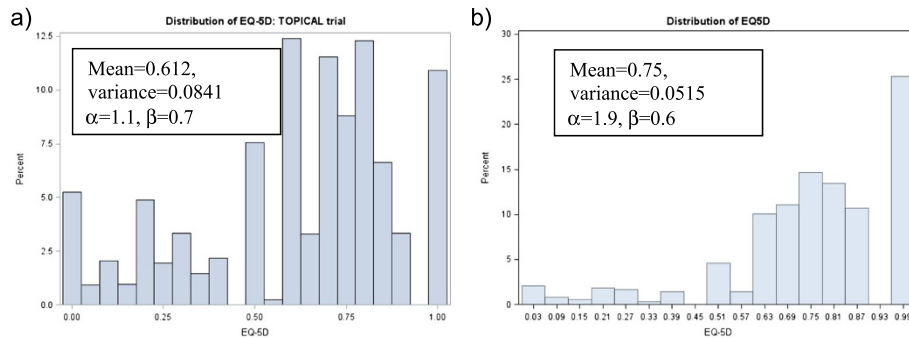 a)
Distribution of EQ-5D: TOPICAL trial
12.5
10.0
7.5
5.0
2.5
0.0
Percent
Mean=0.612,
variance=0.0841
α=1.1, β=0.7
0.00 0.25 0.50 0.75 1.00
EQ-5D
b)
Distribution of EQ5D
30
25
20
15
10
5
0
Percent
Mean=0.75,
variance=0.0515
α=1.9, β=0.6
0.03 0.09 0.15 0.21 0.27 0.33 0.39 0.45 0.51 0.57 0.63 0.69 0.75 0.81 0.87 0.93 0.99
EQ-5D